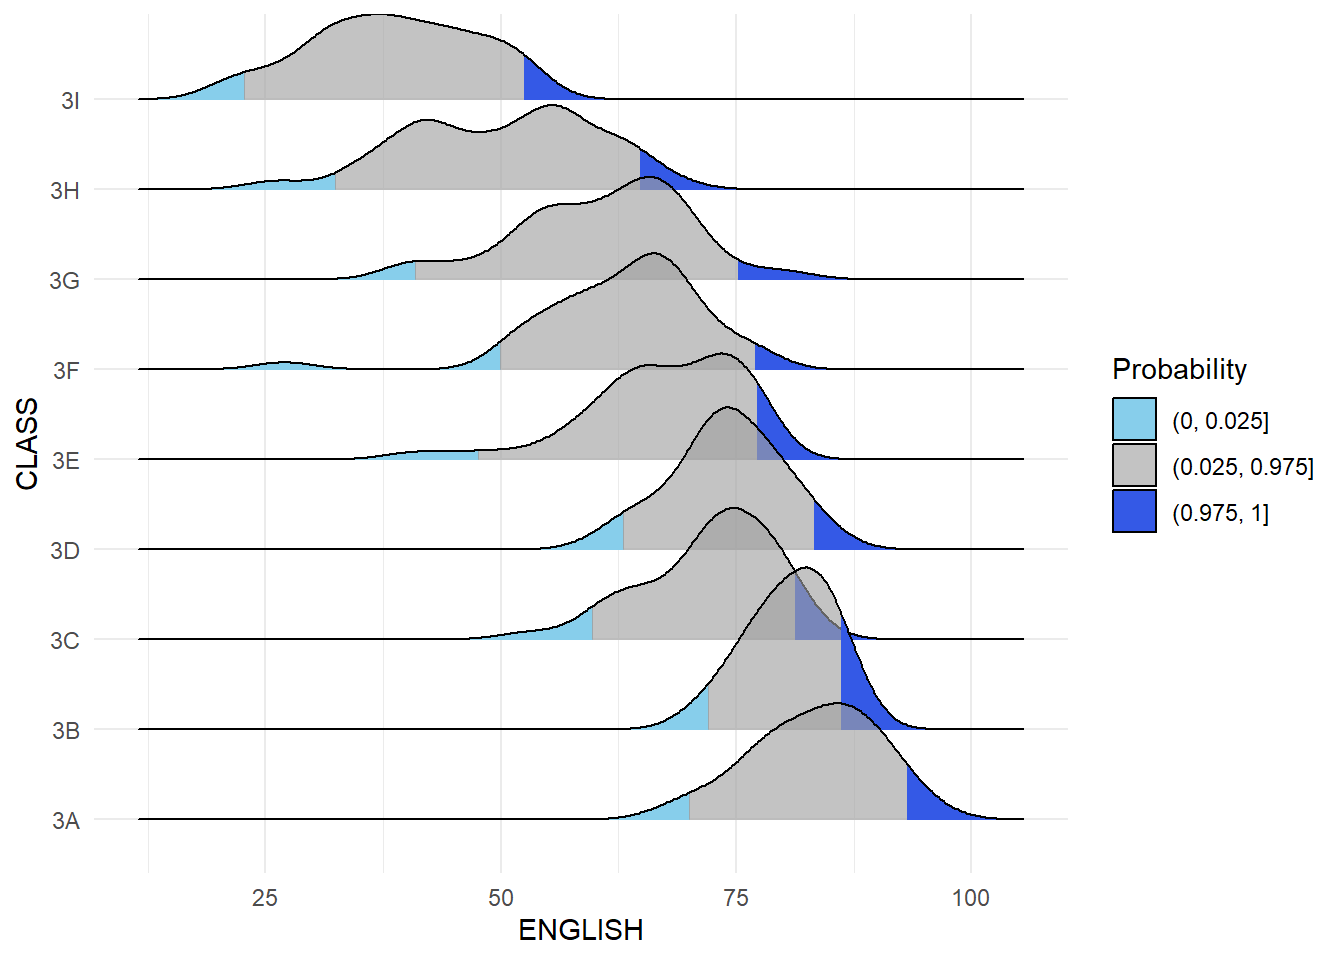 3I
3H
3G
3F
3E
3D
3C
3B
3A
CLASS
25 50 75 100
ENGLISH
Probability
(0, 0.025]
(0.025, 0.975]
(0.975, 1]